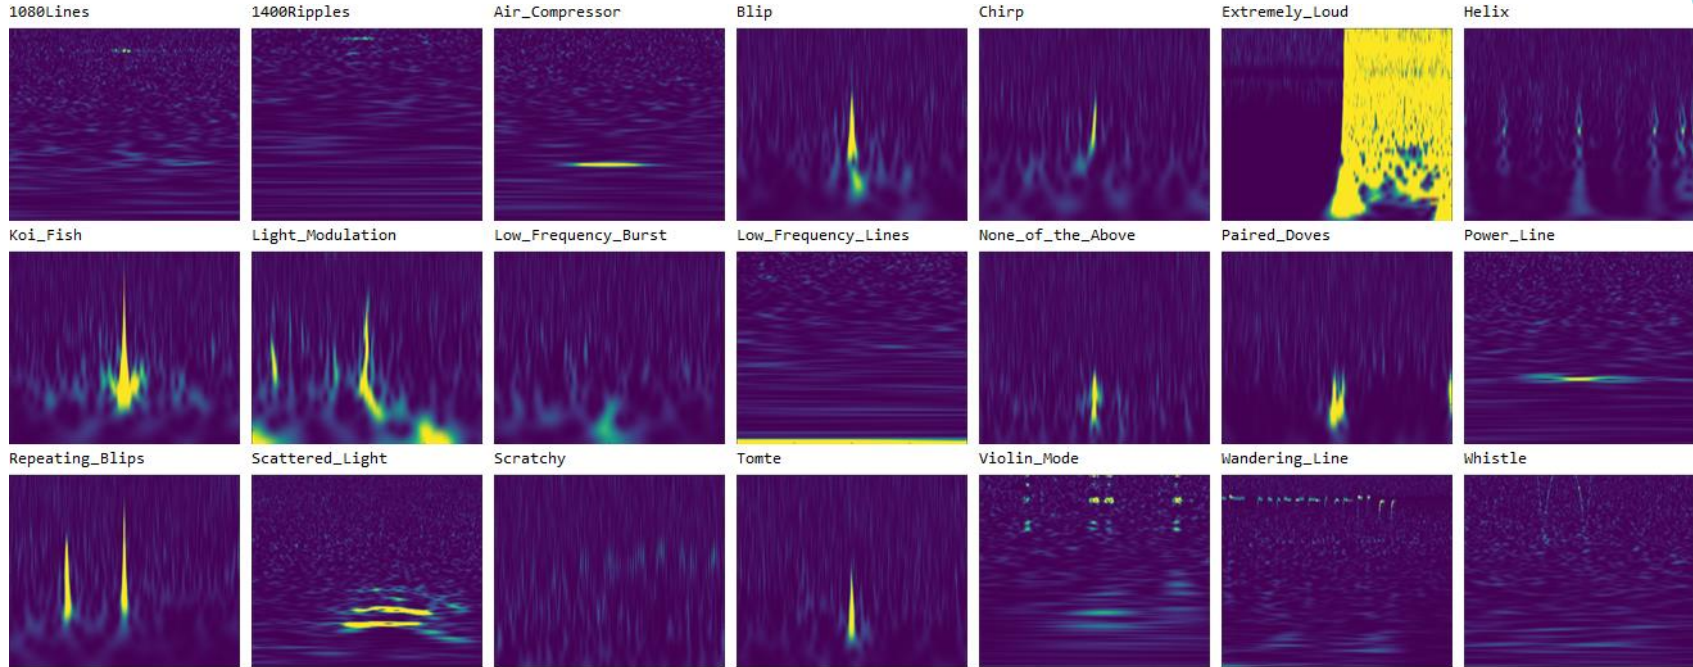 1080Lines 1400Ripples Air_Compressor Blip Chirp Extremely_Loud Helix
Koi_Fish Light_Modulation Low_Frequency_Burst Low_Frequency_Lines None_of_the_Above Paired_Doves Power_Line
Repeating_Blips Scattered_Light Scratchy Tomte Violin_Mode Wandering_Line Whistle